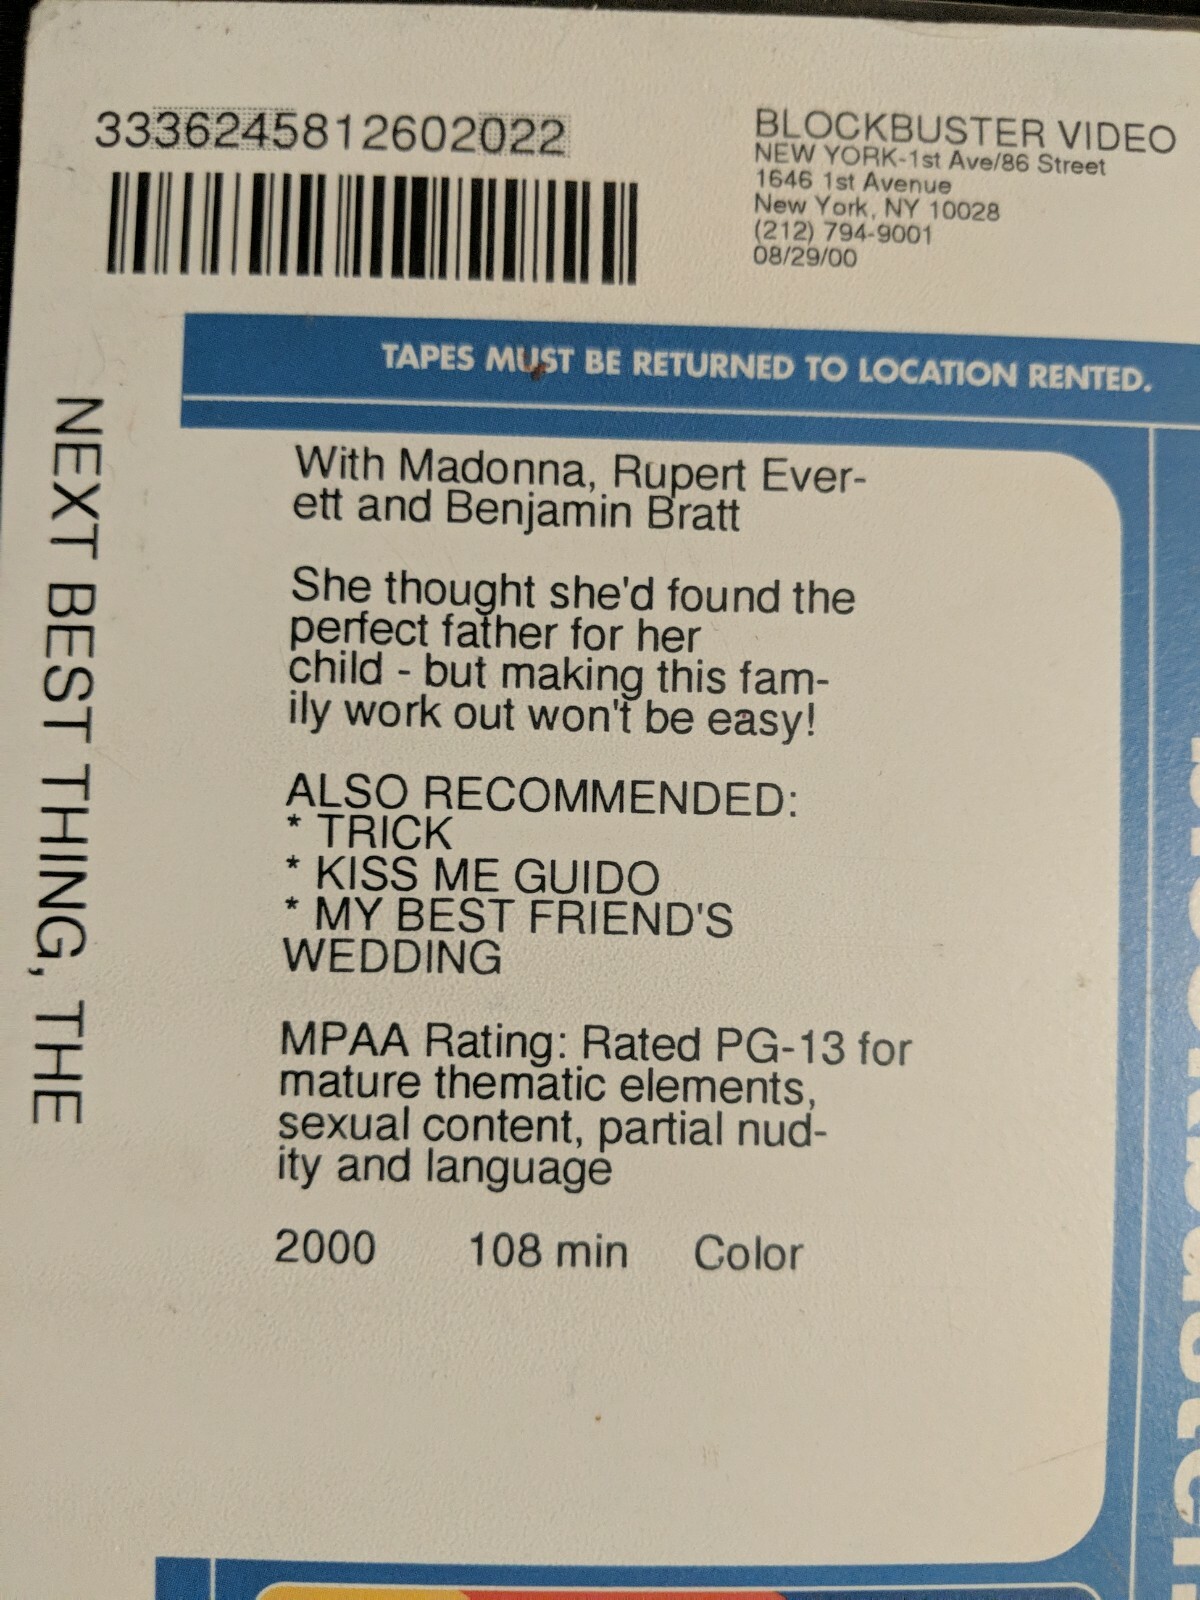 3336245812602022
BLOCKBUSTER VIDEO
NEW YORK-1st Ave/86 Street
1646 1st Avenue
New York, NY 10028
(212) 794-9001
08/29/00
TAPES MUST BE RETURNED TO LOCATION RENTED.
NEXT BEST THING, THE
With Madonna, Rupert Ever-
ett and Benjamin Bratt
She thought she'd found the
perfect father for her
child - but making this fam-
ily work out won't be easy!
ALSO RECOMMENDED:
* TRICK
* KISS ME GUIDO
* MY BEST FRIEND'S
WEDDING
MPAA Rating: Rated PG-13 for
mature thematic elements,
sexual content, partial nud-
ity and language
2000 108 min Color